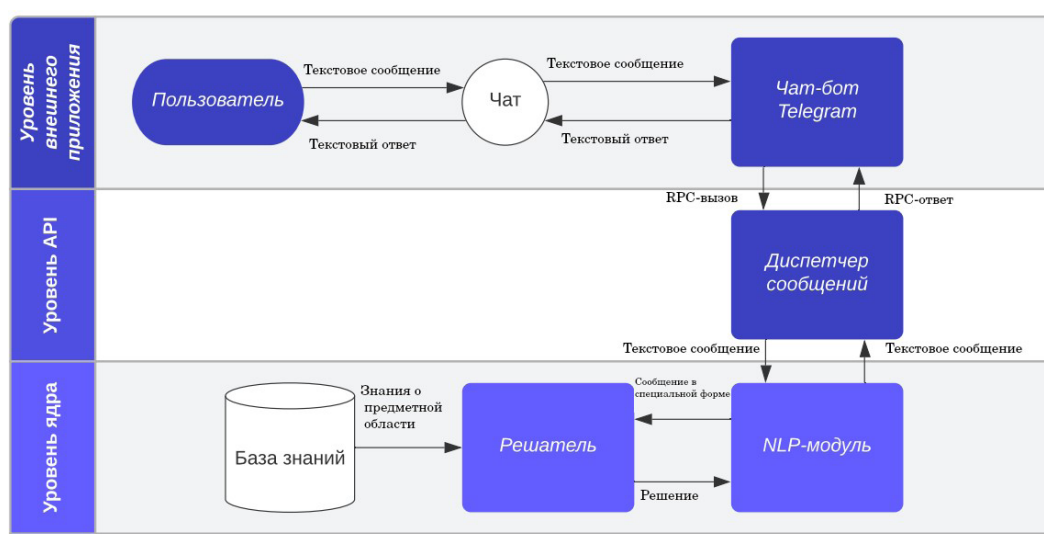 Уровень
внешнего
приложения
Пользователь
Текстовое сообщение
Текстовый ответ
Чат
Текстовое сообщение
Текстовый ответ
Чат-бот
Telegram
RPC-вызов
RPC-ответ
Уровень API
Диспетчер
сообщений
Текстовое сообщение
Текстовое сообщение
Уровень ядра
База знаний
Знания о
предметной
области
Решатель
Сообщение в
специальной форме
Решение
NLP-модуль